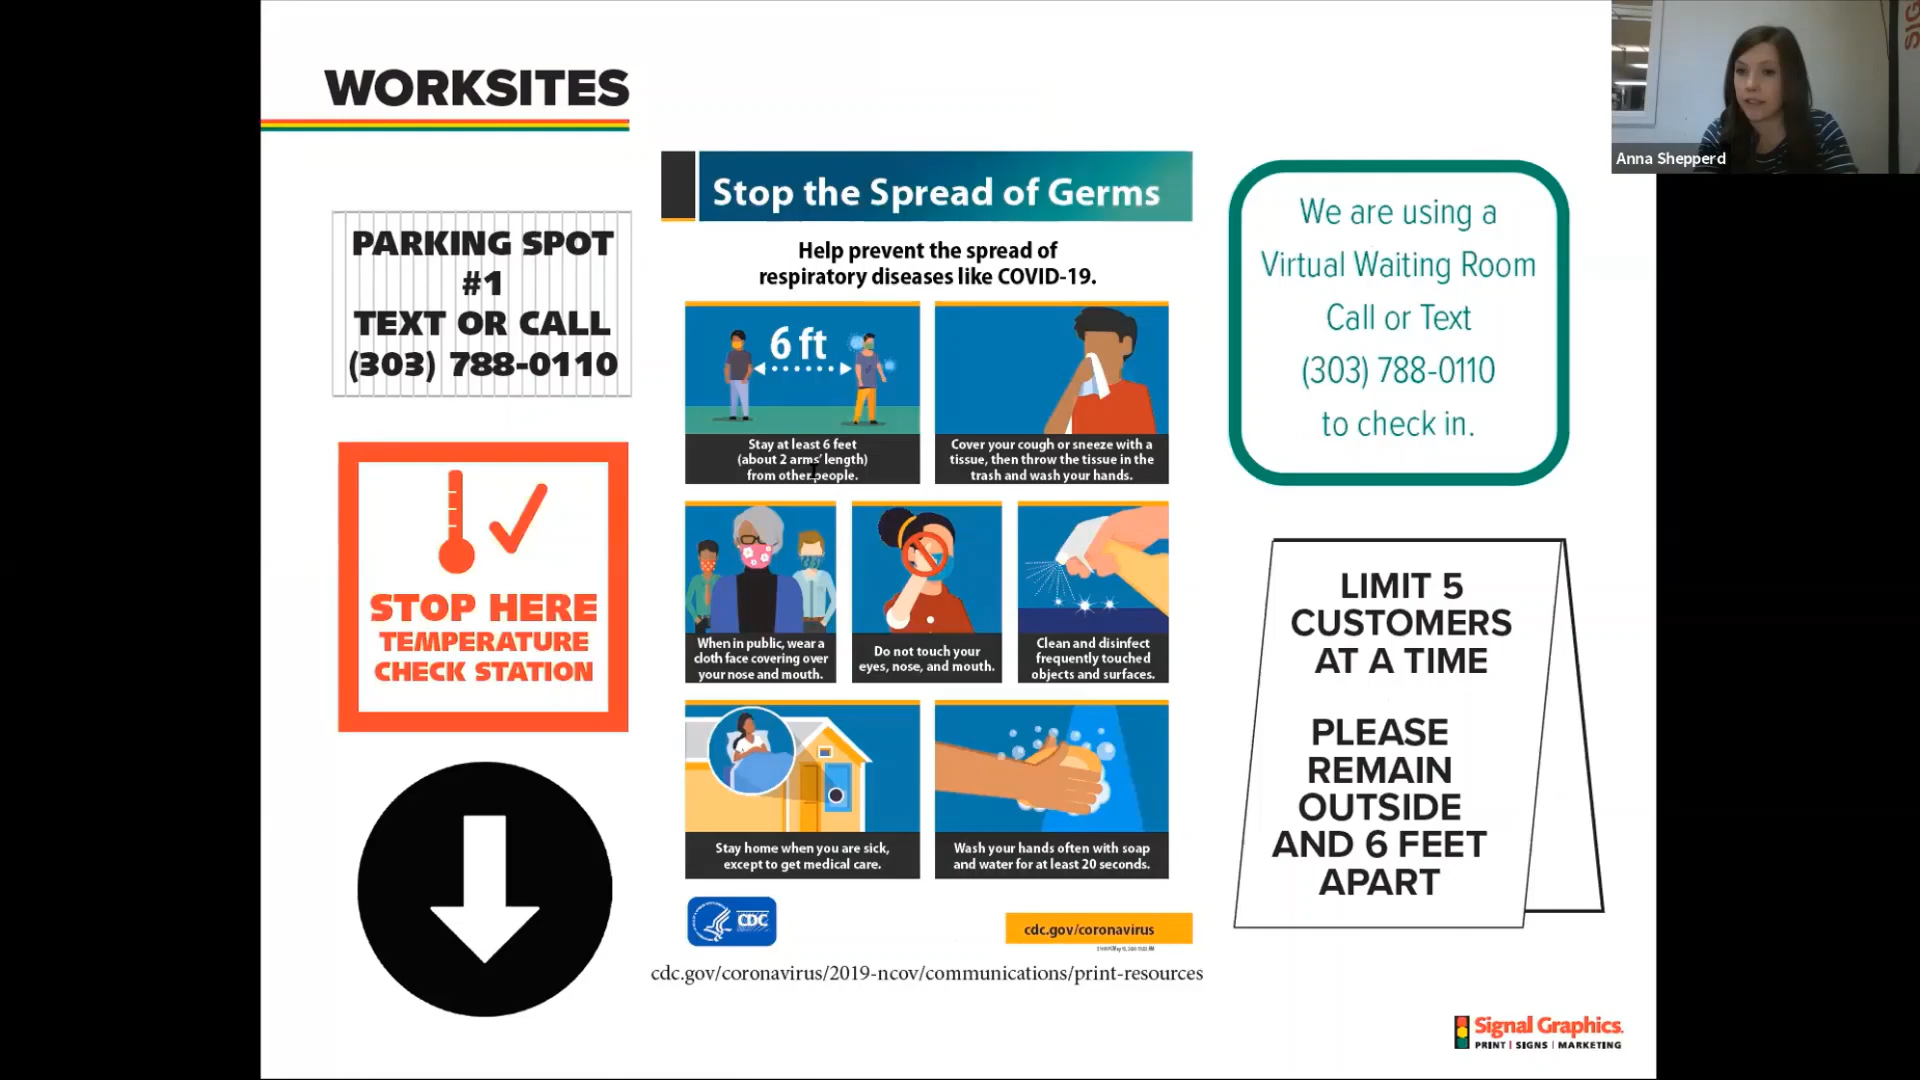 WORKSITES
Anna Shepperd
PARKING SPOT
#1
TEXT OR CALL
(303) 788-0110
STOP HERE
TEMPERATURE
CHECK STATION
Stop the Spread of Germs
Help prevent the spread of
respiratory diseases like COVID-19.
6 ft
Stay at least 6 feet
(about 2 arms' length)
from other people.
Cover your cough or sneeze with a
tissue, then throw the tissue in the
trash and wash your hands.
When in public, wear a
cloth face covering over
your nose and mouth.
Do not touch your
eyes, nose, and mouth.
Clean and disinfect
frequently touched
objects and surfaces.
Stay home when you are sick,
except to get medical care.
Wash your hands often with soap
and water for at least 20 seconds.
CDC
cdc.gov/coronavirus
cdc.gov/coronavirus/2019-ncov/communications/print-resources
We are using a
Virtual Waiting Room
Call or Text
(303) 788-0110
to check in.
LIMIT 5
CUSTOMERS
AT A TIME
PLEASE
REMAIN
OUTSIDE
AND 6 FEET
APART
Signal Graphics.
PRINT | SIGNS | MARKETING